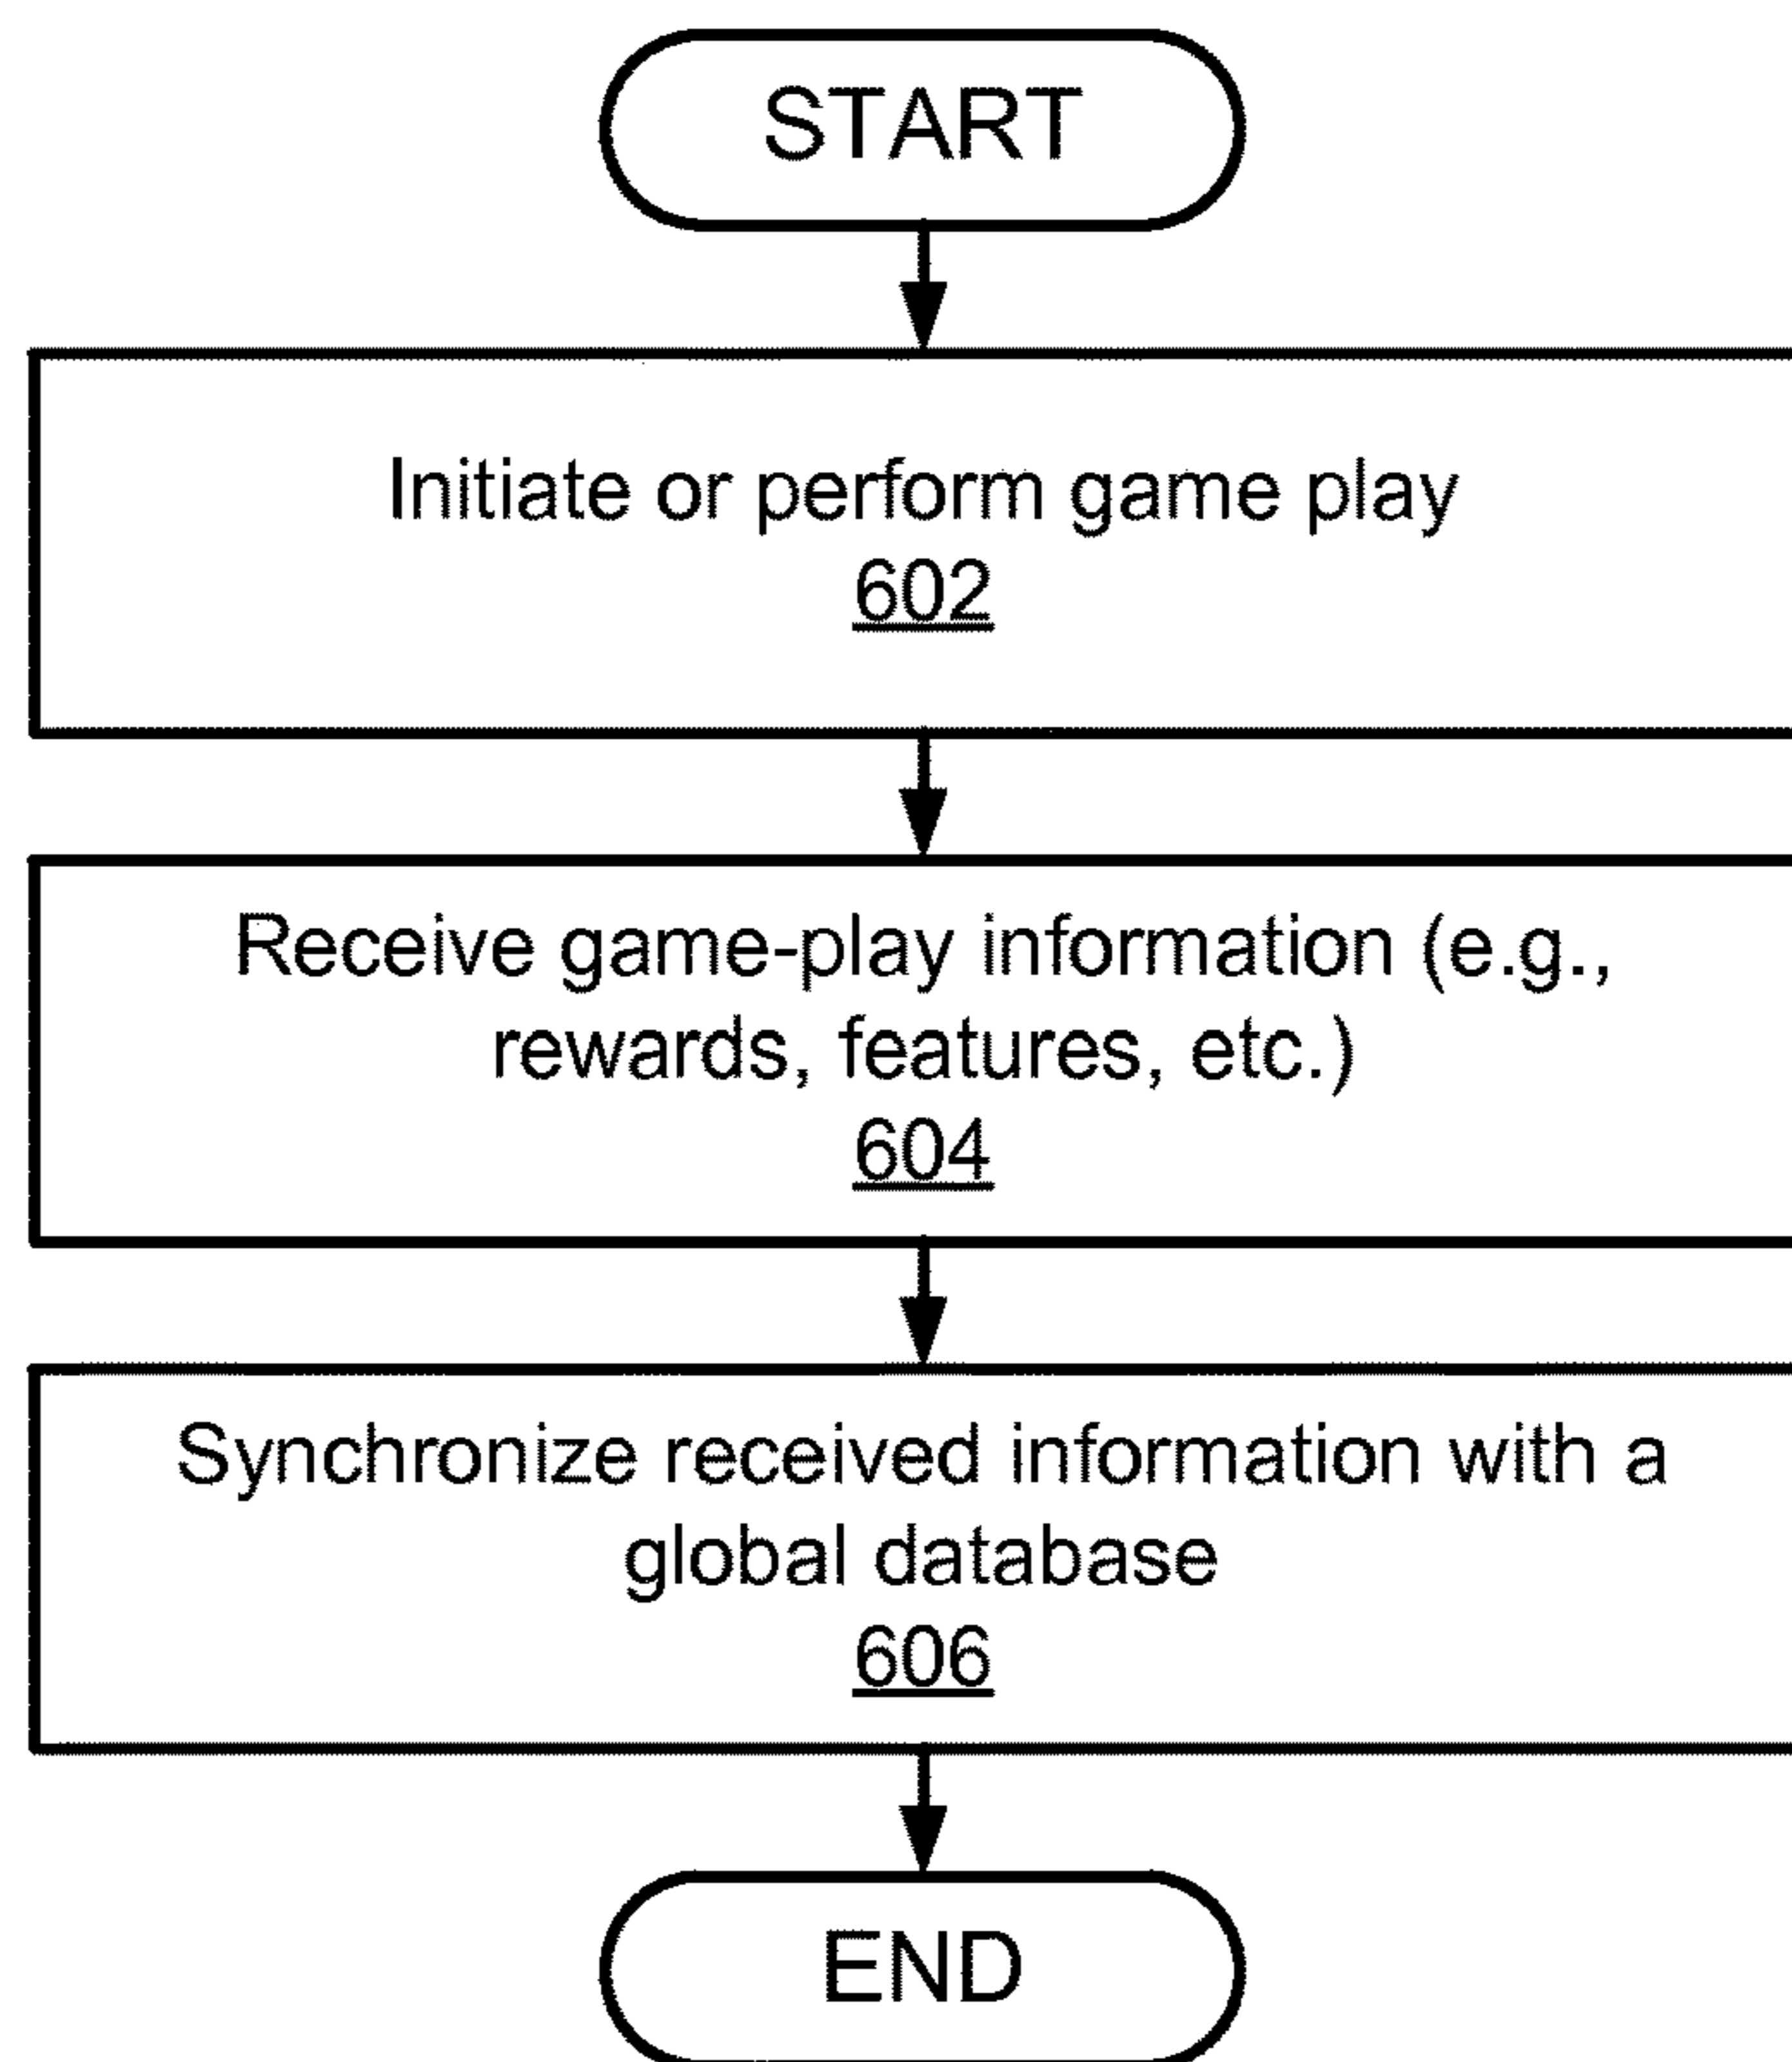 START
Initiate or perform game play
602
Receive game-play information (e.g.,
rewards, features, etc.)
604
Synchronize received information with a
global database
606
END